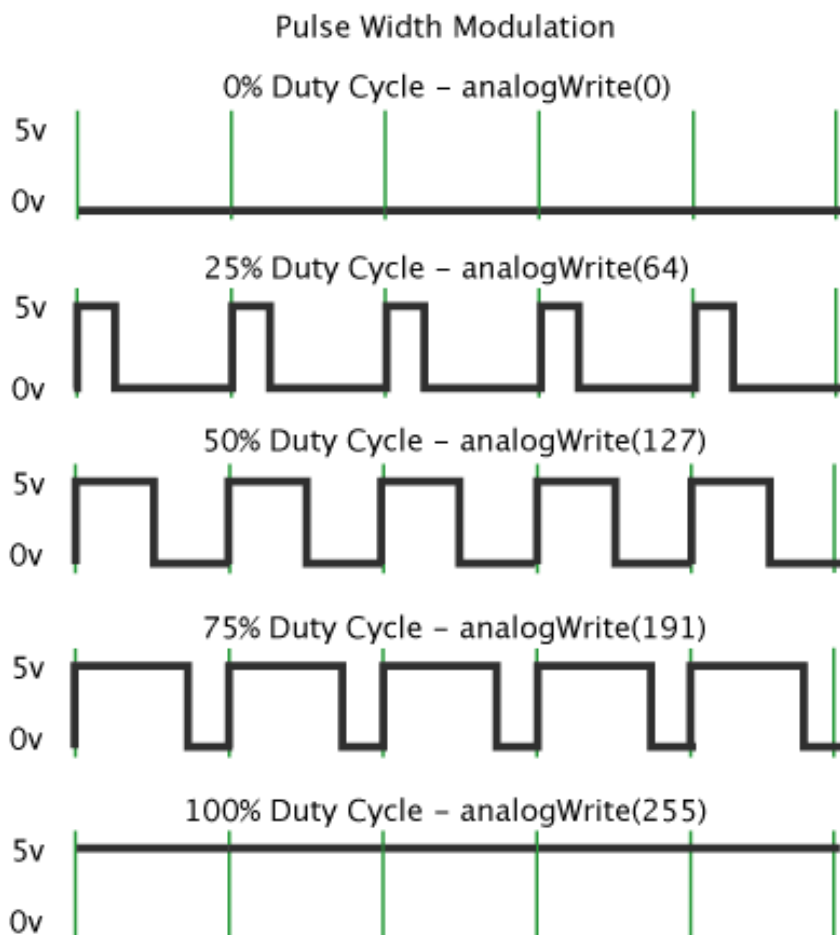 Pulse Width Modulation
0% Duty Cycle – analogWrite(0)
5v
0v
25% Duty Cycle – analogWrite(64)
5v
0v
50% Duty Cycle – analogWrite(127)
5v
0v
75% Duty Cycle – analogWrite(191)
5v
0v
100% Duty Cycle – analogWrite(255)
5v
0v